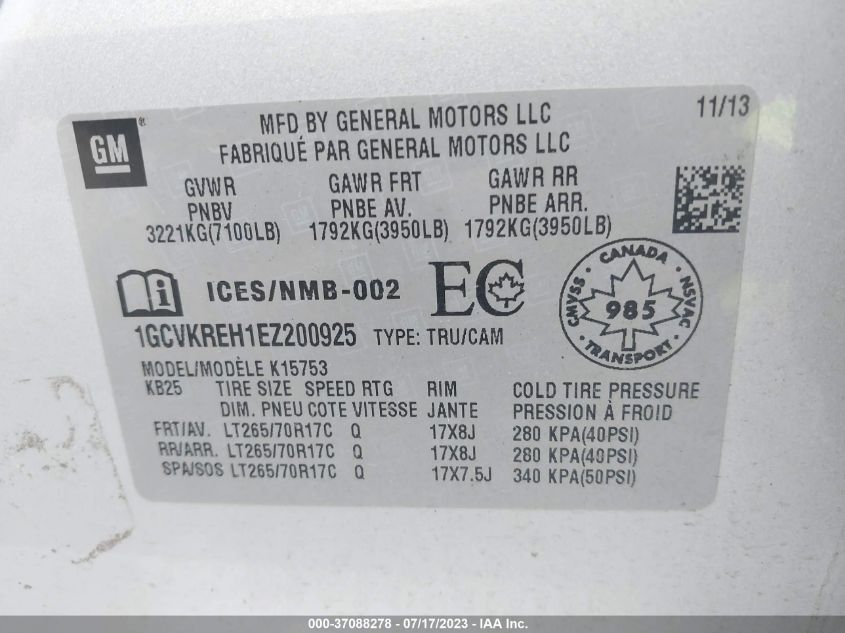 GM®
MFD BY GENERAL MOTORS LLC
11/13
FABRIQUÉ PAR GENERAL MOTORS LLC
GVWR GAWR FRT GAWR RR
PNBV PNBE AV. PNBE ARR.
3221KG(7100LB) 1792KG(3950LB) 1792KG(3950LB)
i ICES/NMB-002 EC
CANADA
CMVSS 985 NSVAC
TRANSPORT
1GCVKREH1EZ200925 TYPE: TRU/CAM
MODEL/MODÈLE K15753
KB25 TIRE SIZE SPEED RTG RIM COLD TIRE PRESSURE
DIM. PNEU COTE VITESSE JANTE PRESSION À FROID
FRT/AV. LT265/70R17C Q 17X8J 280 KPA(40PSI)
RR/ARR. LT265/70R17C Q 17X8J 280 KPA(40PSI)
SPA/SOS LT265/70R17C Q 17X7.5J 340 KPA(50PSI)
000-37088278 - 07/17/2023 - IAAI Inc.